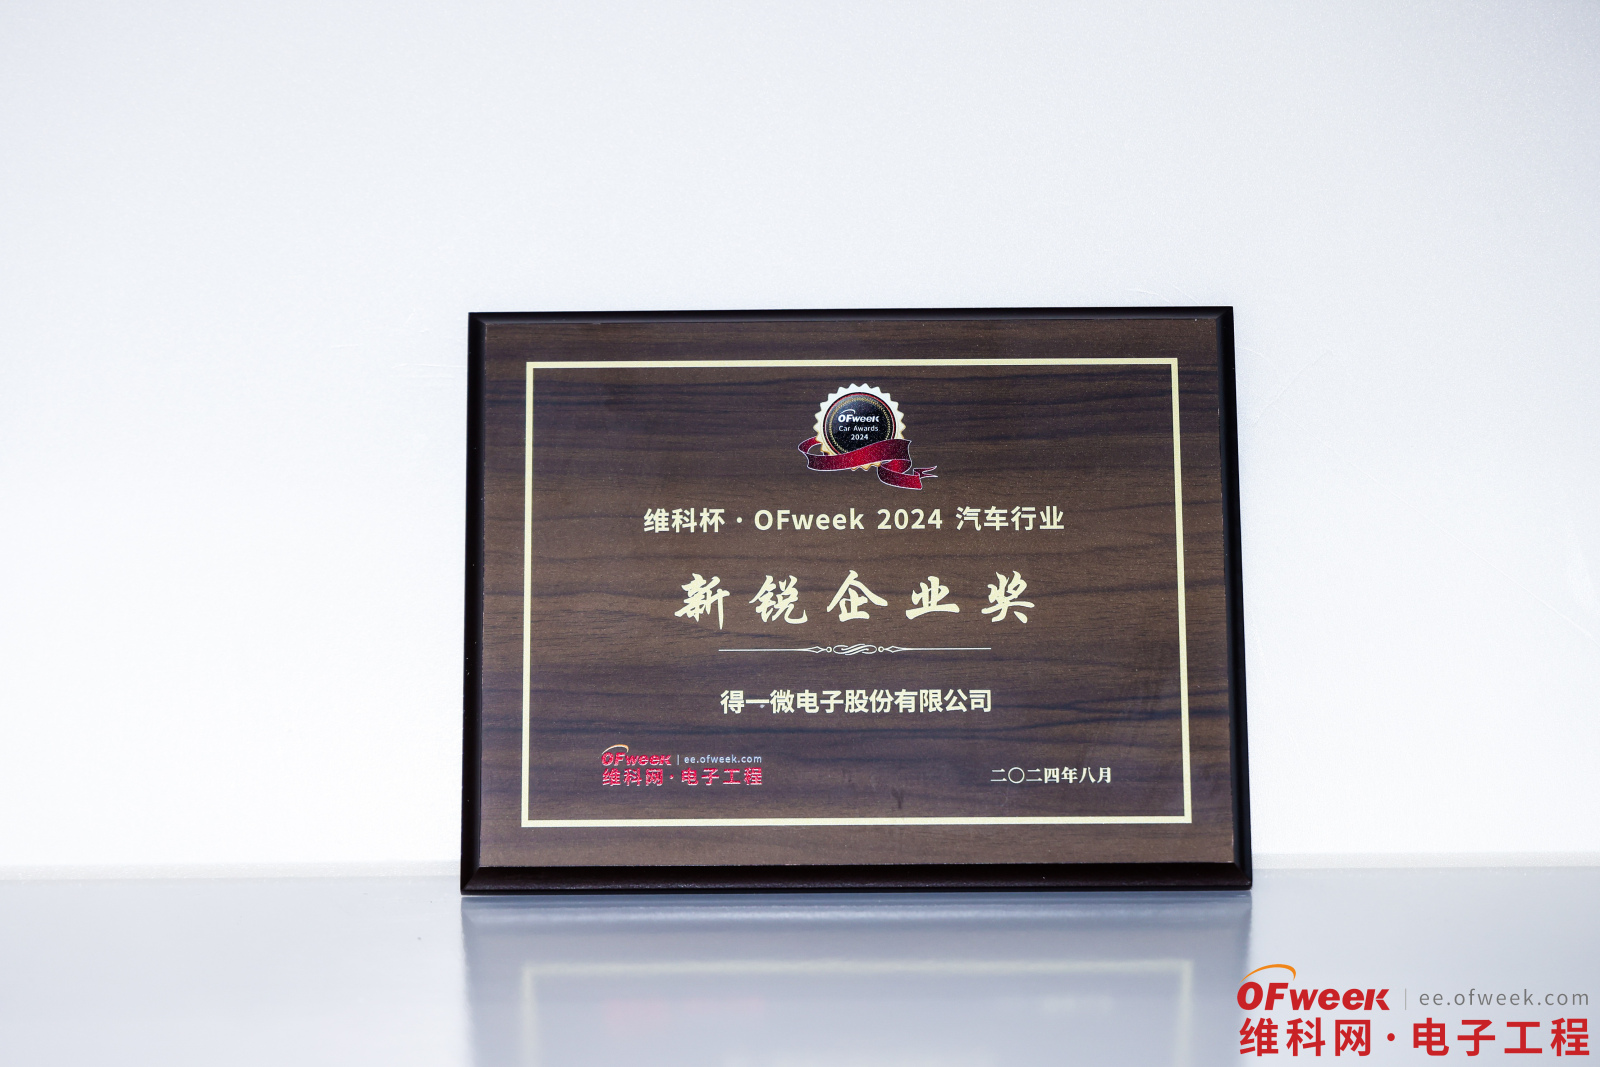 OFweek
Car Awards
2024
维科杯·OFweek 2024 汽车行业
新锐企业奖
得一微电子股份有限公司
OFweek | ee.ofweek.com
维科网·电子工程
二〇二四年八月
OFweek | ee.ofweek.com
维科网·电子工程